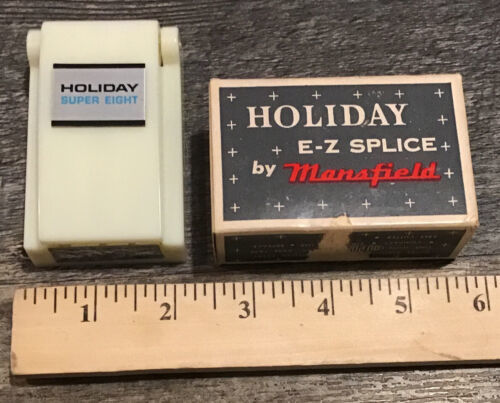 HOLIDAY
SUPER EIGHT
HOLIDAY
E-Z SPLICE
by Mansfield
1 2 3 4 5 6